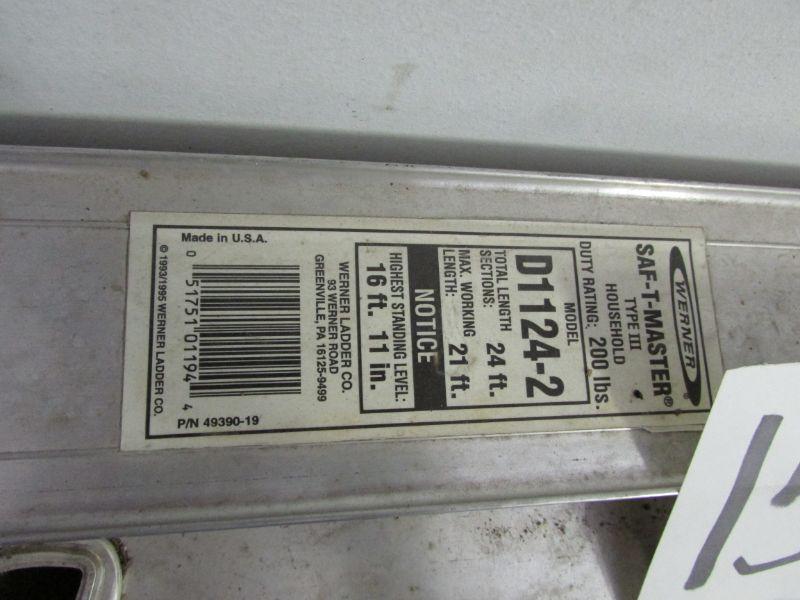 WERNER
SAF-T-MASTER®
TYPE III
HOUSEHOLD
DUTY RATING: 200 lbs.
MODEL
D1124-2
TOTAL LENGTH
SECTIONS: 24 ft.
MAX. WORKING
LENGTH: 21 ft.
NOTICE
HIGHEST STANDING LEVEL:
16 ft. 11 in.
WERNER LADDER CO.
93 WERNER ROAD
GREENVILLE, PA 16125-9499
Made in U.S.A.
0 51751 01194 4
P/N 49390-19
© 1993/1995 WERNER LADDER CO.
15